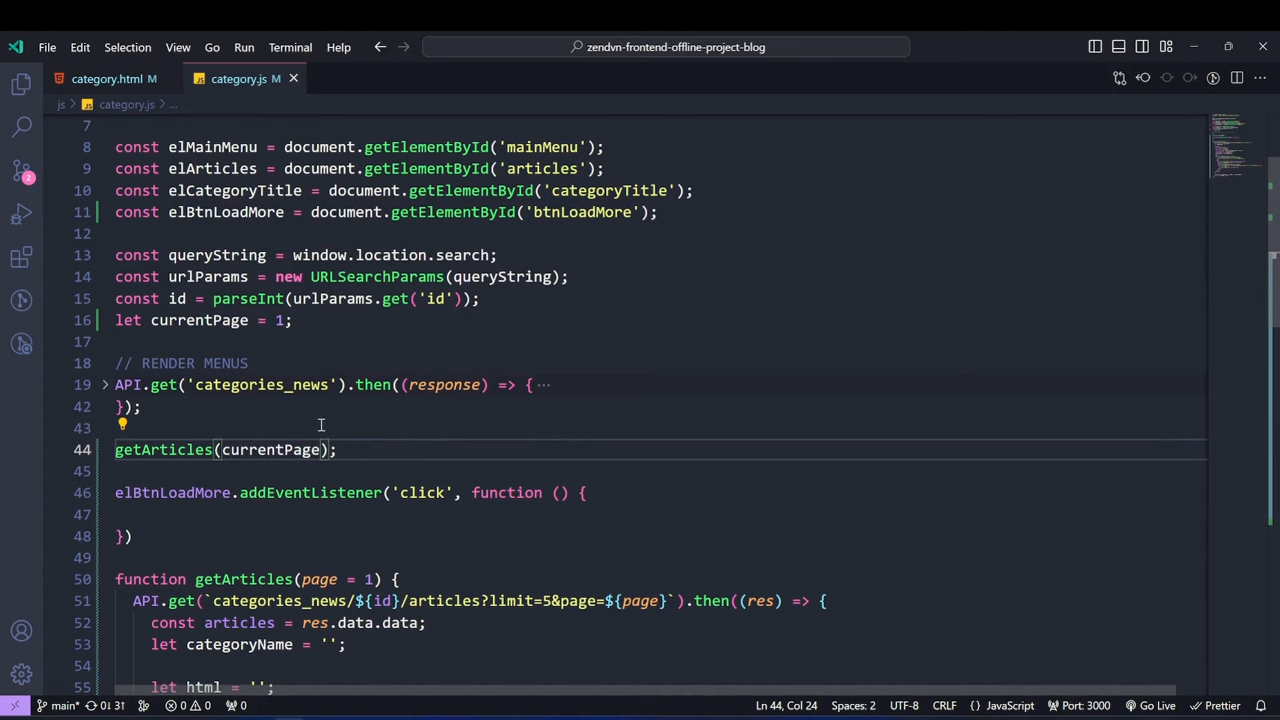 File Edit Selection View Go Run Terminal Help
zendvn-frontend-offline-project-blog
category.html M
category.js M
js > category.js > ...
7
8 const elMainMenu = document.getElementById('mainMenu');
9 const elArticles = document.getElementById('articles');
10 const elCategoryTitle = document.getElementById('categoryTitle');
11 const elBtnLoadMore = document.getElementById('btnLoadMore');
12
13 const queryString = window.location.search;
14 const urlParams = new URLSearchParams(queryString);
15 const id = parseInt(urlParams.get('id'));
16 let currentPage = 1;
17
18 // RENDER MENUS
19 API.get('categories_news').then((response) => { ...
42 });
43
44 getArticles(currentPage);
45
46 elBtnLoadMore.addEventListener('click', function () {
47
48 })
49
50 function getArticles(page = 1) {
51 API.get(`categories_news/${id}/articles?limit=5&page=${page}`).then((res) => {
52 const articles = res.data.data;
53 let categoryName = '';
54
55 let html = '';
2
main* 0↓ 3↑ 0 0 0 Ln 44, Col 24 Spaces: 2 UTF-8 CRLF {} JavaScript Port: 3000 Go Live Prettier